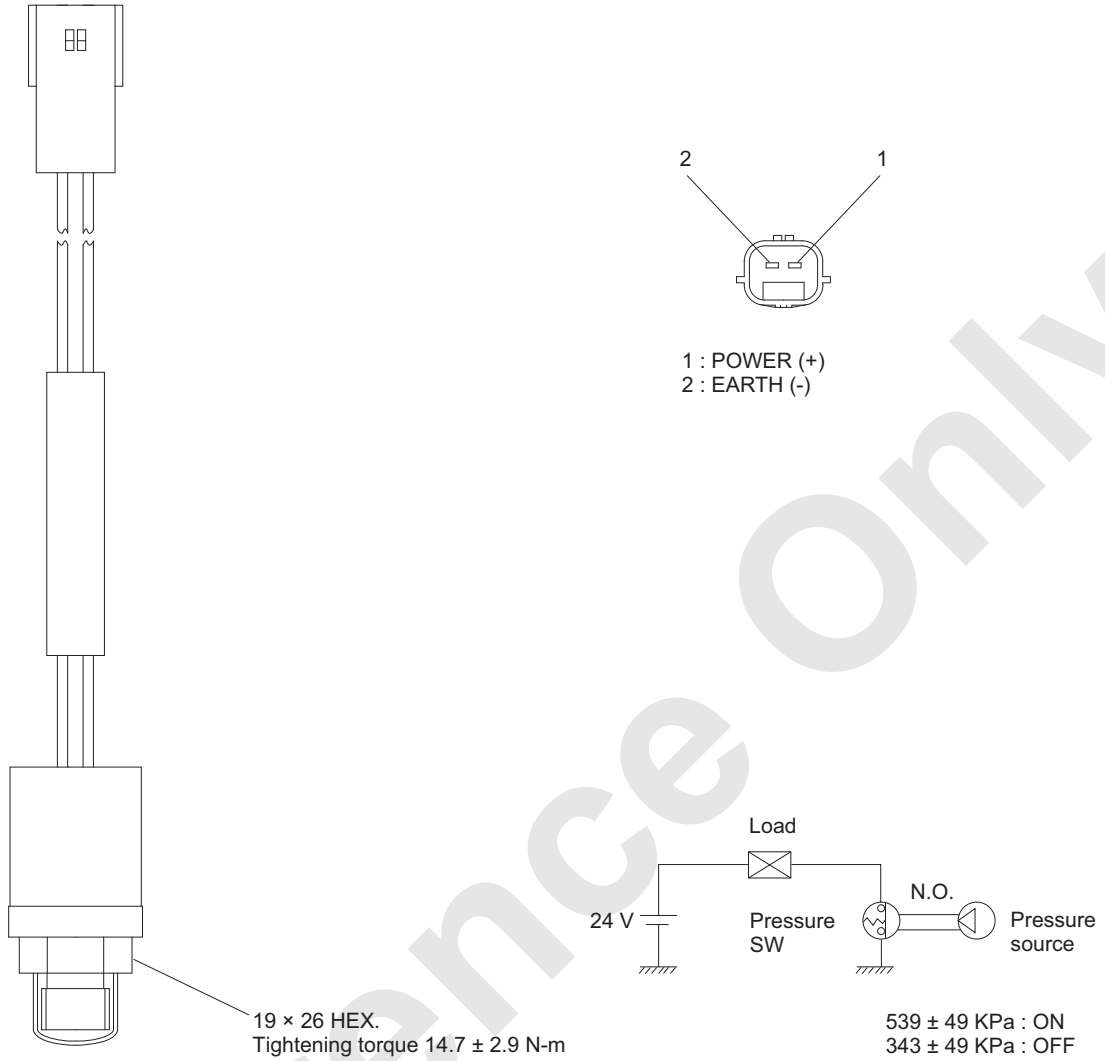 2 1
1 : POWER (+)
2 : EARTH (-)
Load
N.O.
24 V
Pressure
SW
Pressure
source
19 × 26 HEX.
Tightening torque 14.7 ± 2.9 N-m
539 ± 49 KPa : ON
343 ± 49 KPa : OFF
ence Only